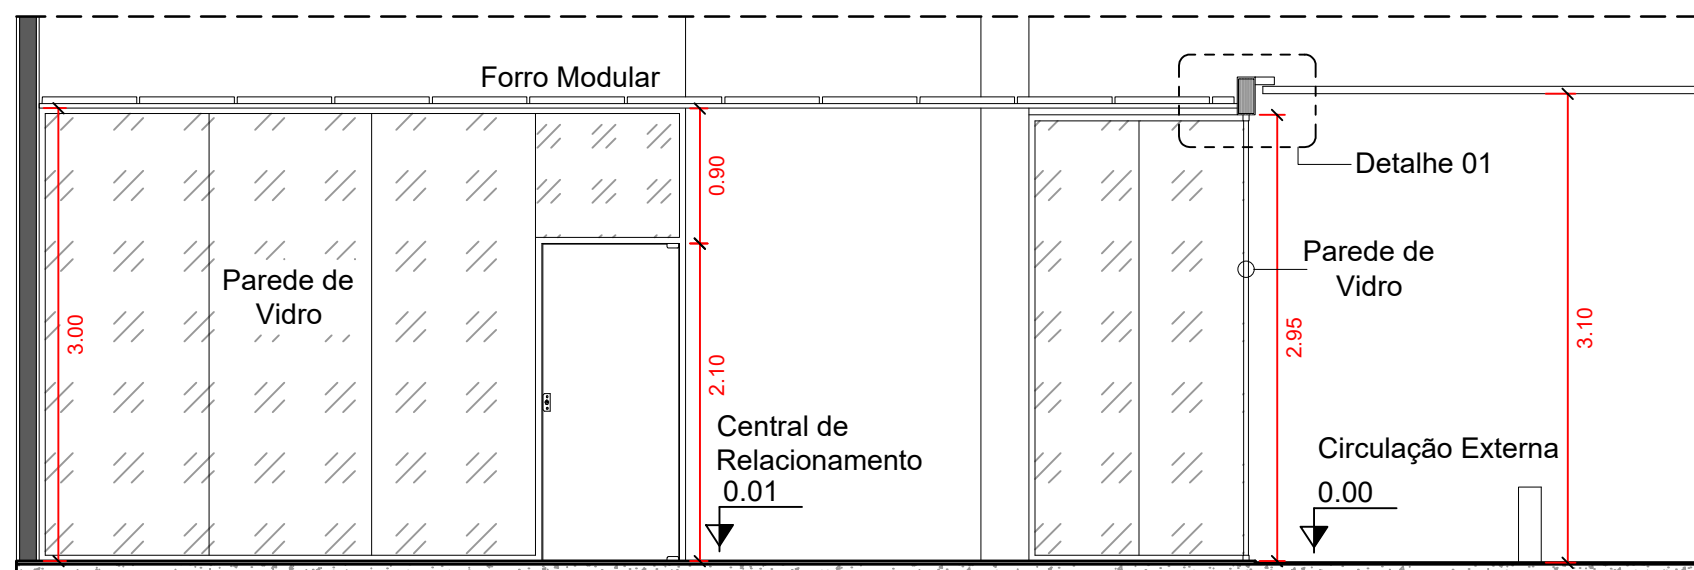 Forro Modular
Detalhe 01
0.90
Parede de
Vidro
Parede de
Vidro
3.00
2.10
2.95
3.10
Central de
Relacionamento
0.01
Circulação Externa
0.00